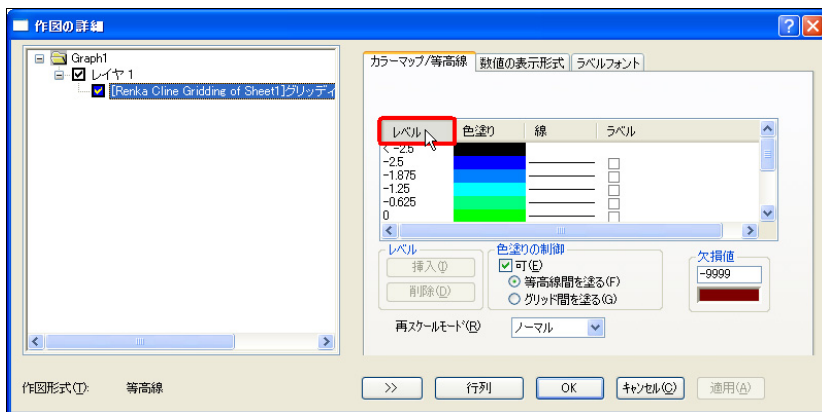 作図の詳細
Graph1
レイヤ 1
[Renka Cline Gridding of Sheet1]グリッディ
カラーマップ/等高線 数値の表示形式 ラベルフォント
レベル 色塗り 線 ラベル
< -2.5
-2.5
-1.875
-1.25
-0.625
0
レベル 色塗りの制御 欠損値
挿入(I) 可(E) -9999
削除(D) 等高線間を塗る(F)
グリッド間を塗る(G)
再スケールモード(R) ノーマル
作図形式(T): 等高線 >> 行列 OK キャンセル(C) 適用(A)